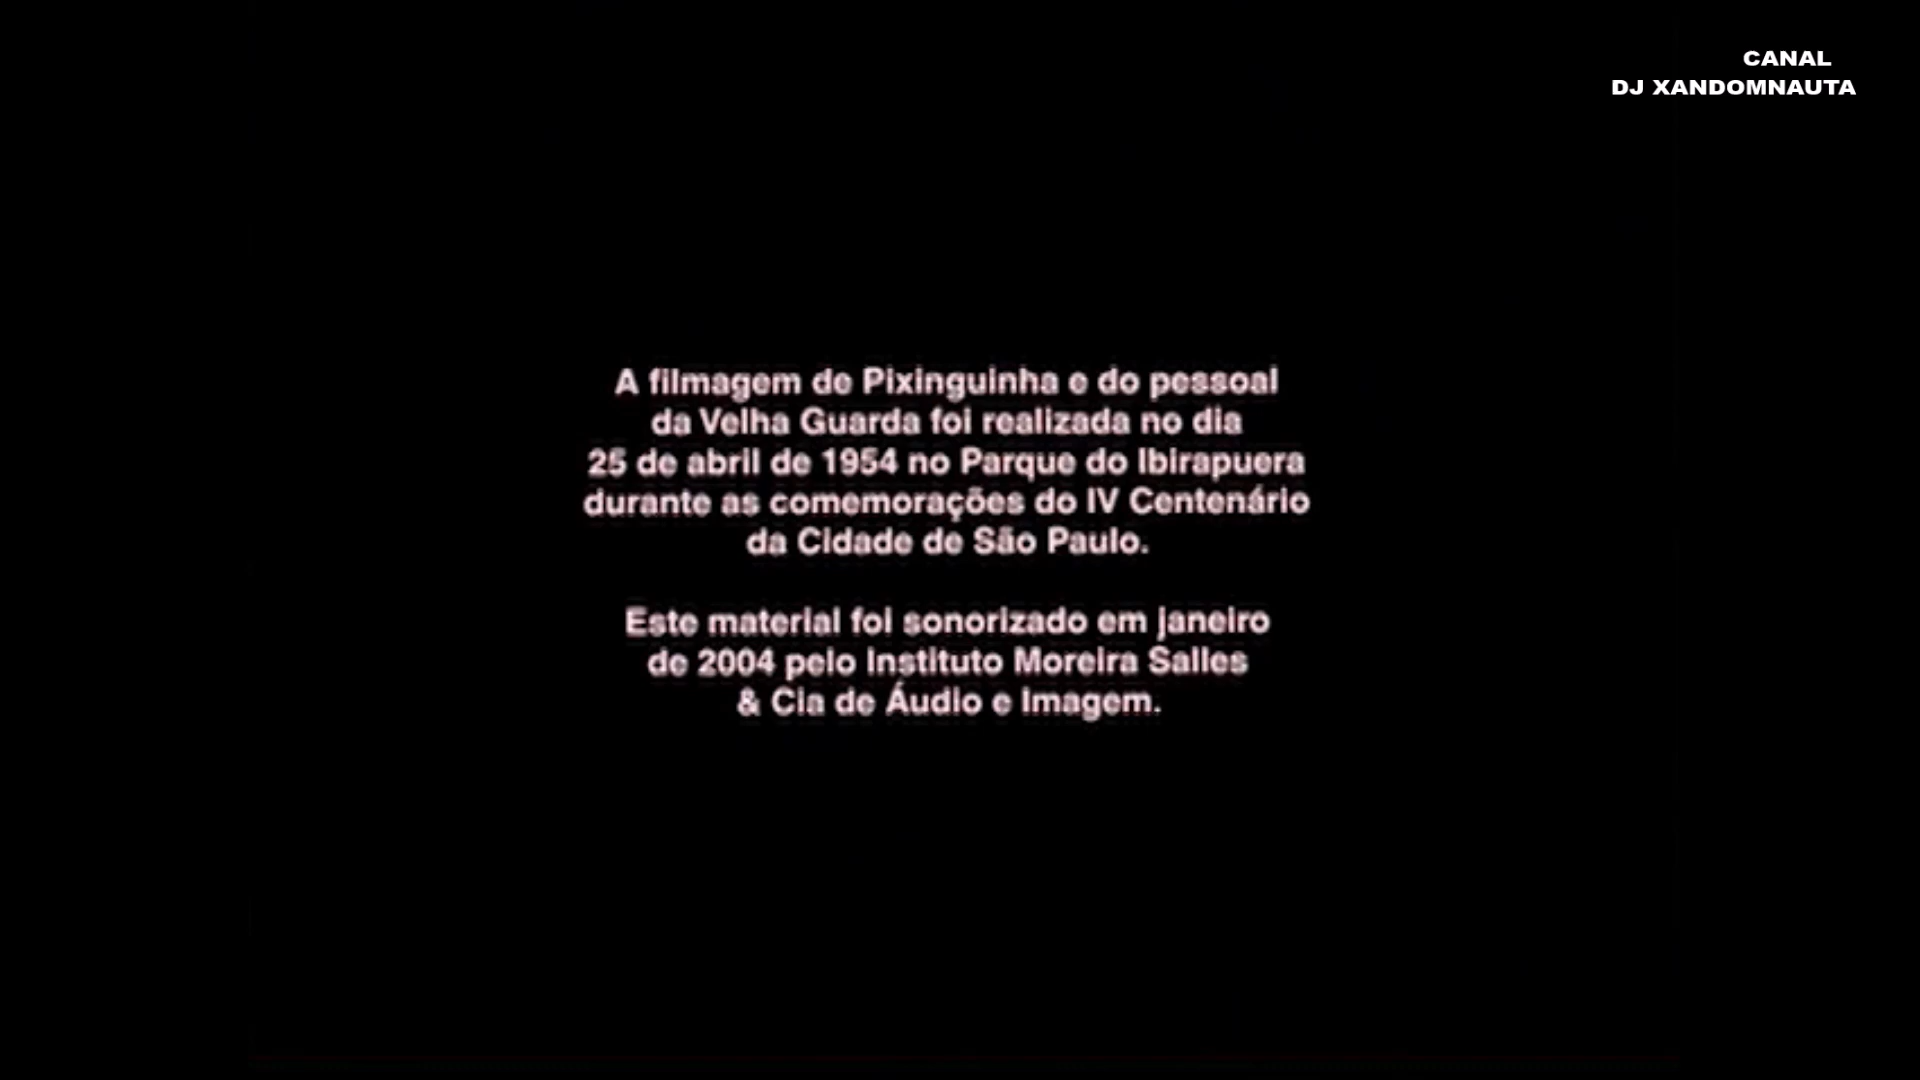 CANAL
DJ XANDOMNAUTA
A filmagem de Pixinguinha e do pessoal
da Velha Guarda foi realizada no dia
25 de abril de 1954 no Parque do Ibirapuera
durante as comemorações do IV Centenário
da Cidade de São Paulo.
Este material foi sonorizado em janeiro
de 2004 pelo Instituto Moreira Salles
& Cia de Áudio e Imagem.